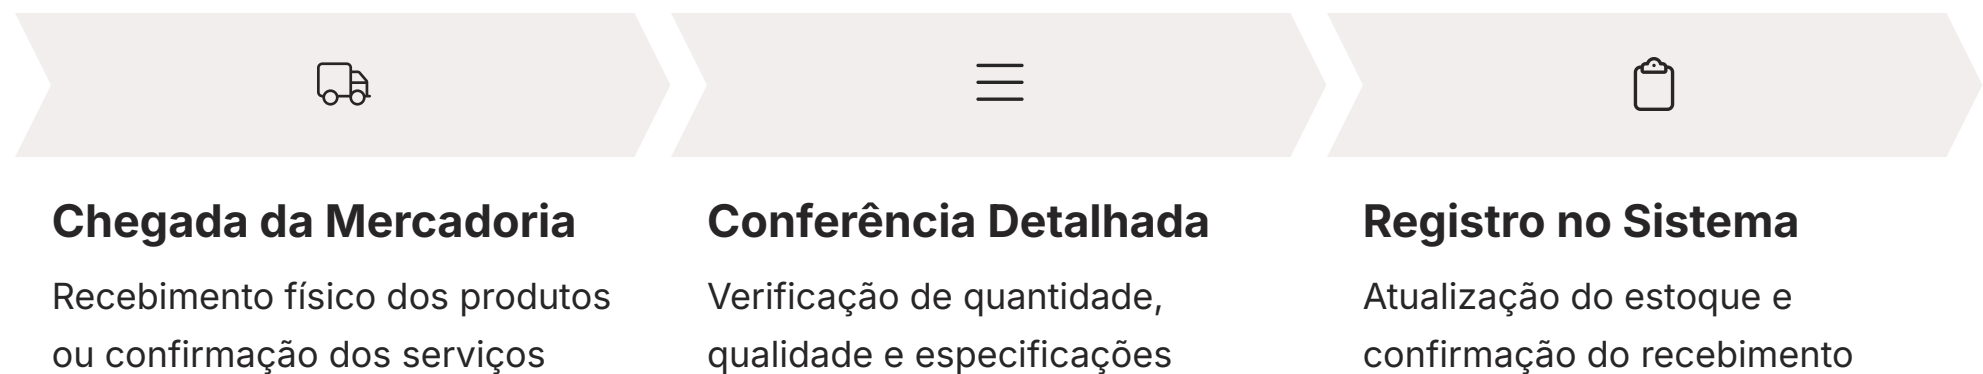 Chegada da Mercadoria
Recebimento físico dos produtos
ou confirmação dos serviços
Conferência Detalhada
Verificação de quantidade,
qualidade e especificações
Registro no Sistema
Atualização do estoque e
confirmação do recebimento